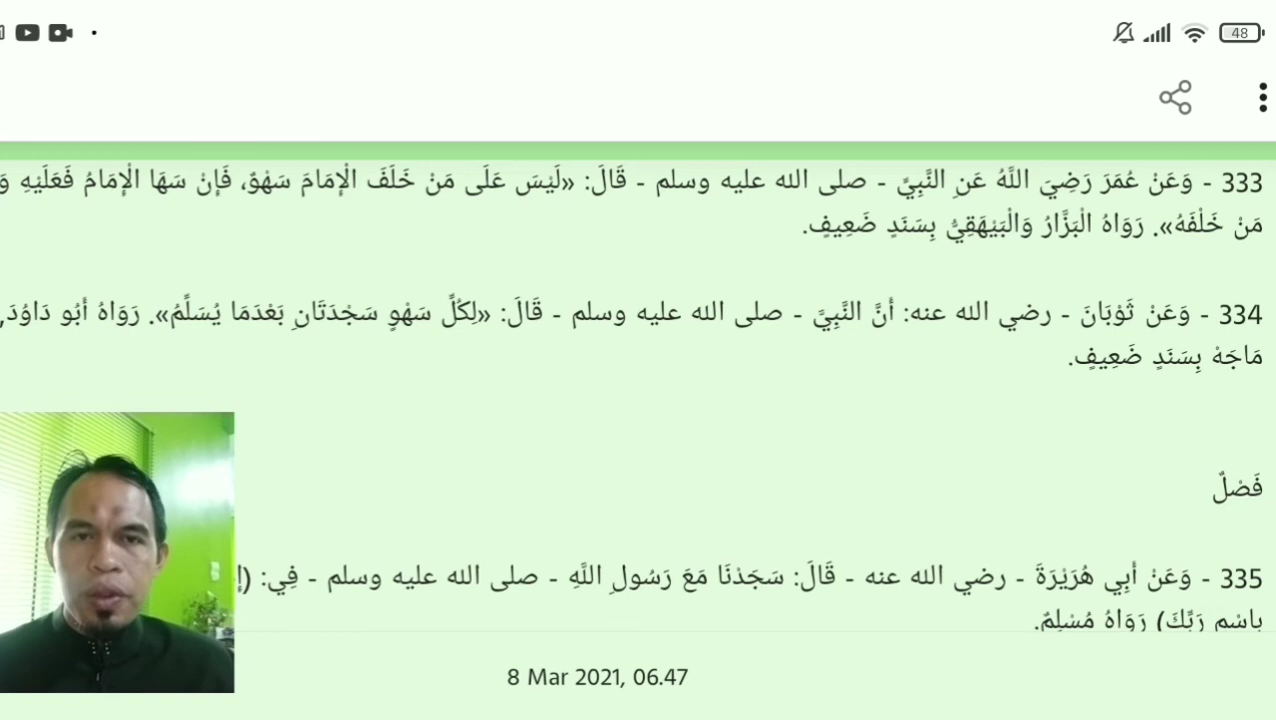 48
333 - وَعَنْ عُمَرَ رَضِيَ اللَّهُ عَنِ النَّبِيِّ - صلى الله عليه وسلم - قَالَ: «لَيْسَ عَلَى مَنْ خَلَفَ الْإِمَامَ سَهْوٌ، فَإِنْ سَهَا الْإِمَامُ فَعَلَيْهِ وَ
مَنْ خَلْفَهُ». رَوَاهُ الْبَزَّارُ وَالْبَيْهَقِيُّ بِسَنَدٍ ضَعِيفٍ.
334 - وَعَنْ ثَوْبَانَ - رضي الله عنه: أَنَّ النَّبِيَّ - صلى الله عليه وسلم - قَالَ: «لِكُلِّ سَهْوٍ سَجْدَتَانِ بَعْدَمَا يُسَلِّمُ». رَوَاهُ أَبُو دَاوُدَ,
مَاجَهْ بِسَنَدٍ ضَعِيفٍ.
فَصْلٌ
335 - وَعَنْ أَبِي هُرَيْرَةَ - رضي الله عنه - قَالَ: سَجَدْنَا مَعَ رَسُولِ اللَّهِ - صلى الله عليه وسلم - فِي: (
بِاسْمِ رَبِّكَ) رَوَاهُ مُسْلِمٌ.
8 Mar 2021, 06.47